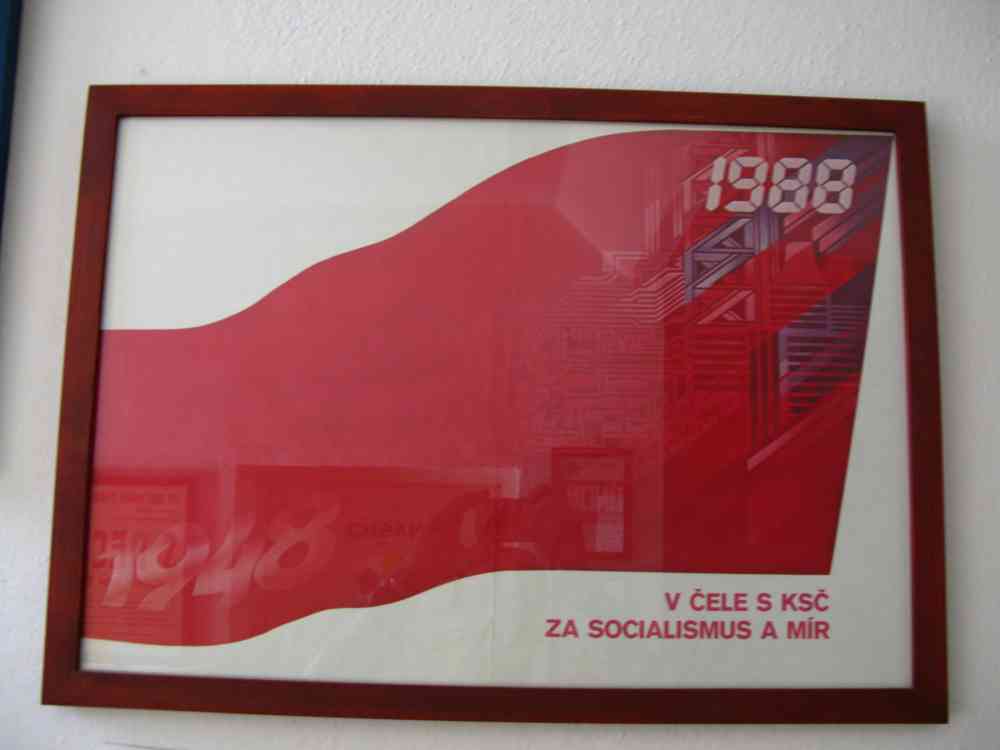 1988
1948
V ČELE S KSČ
ZA SOCIALISMUS A MÍR